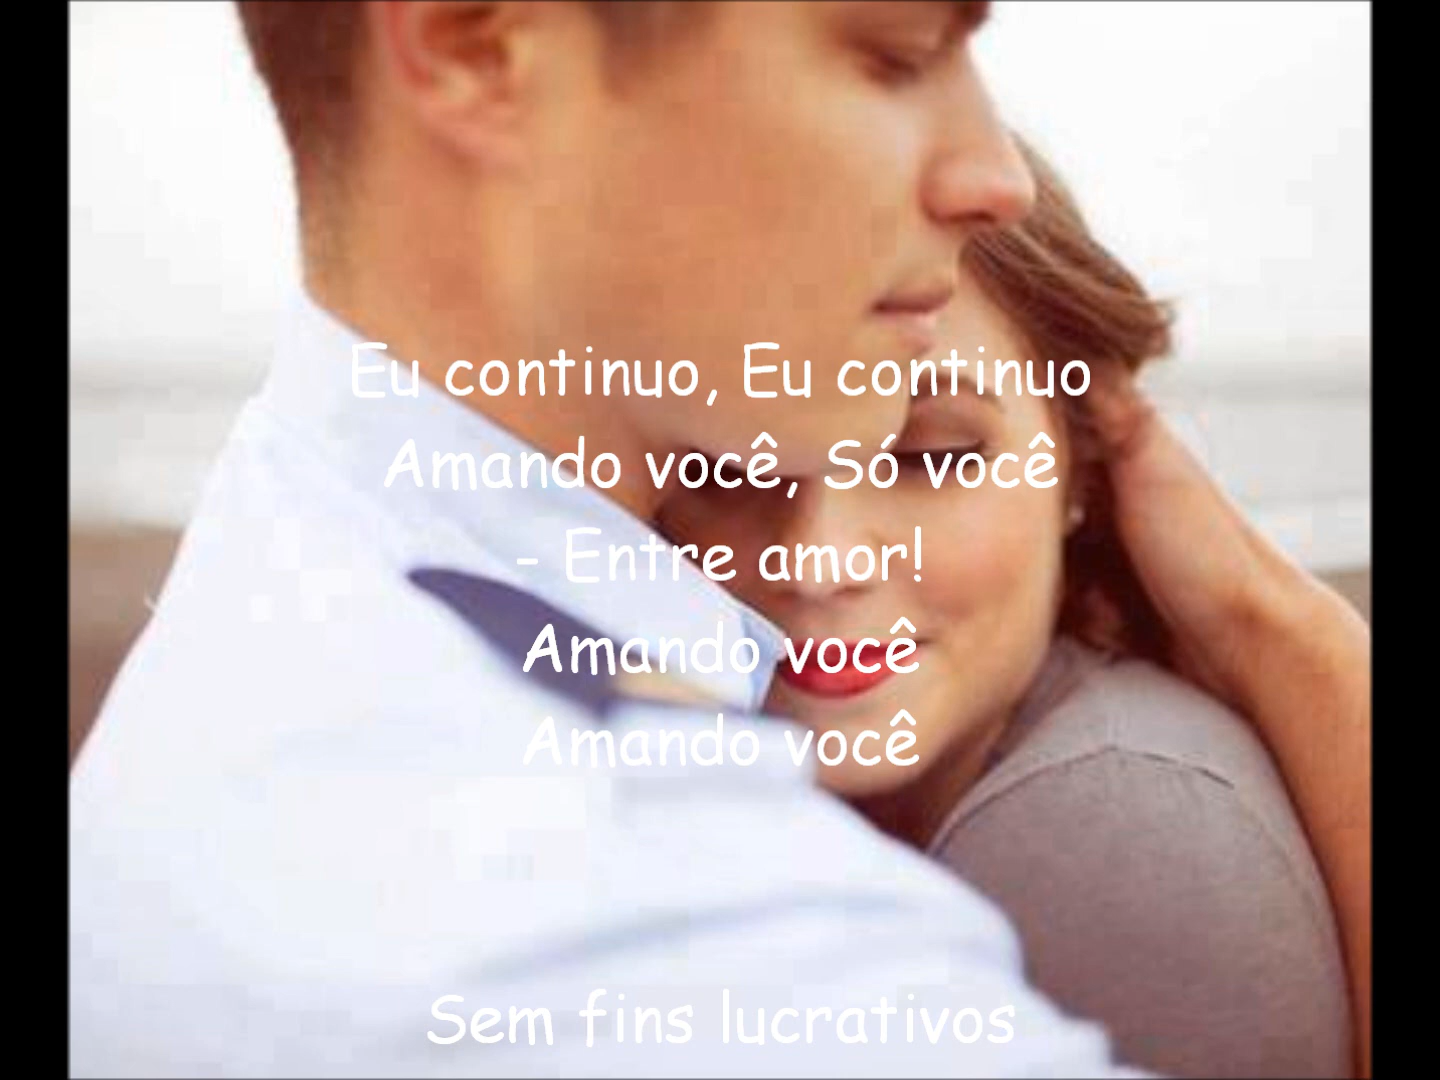 Eu continuo, Eu continuo
Amando você, Só você
- Entre amor!
Amando você
Amando você
Sem fins lucrativos